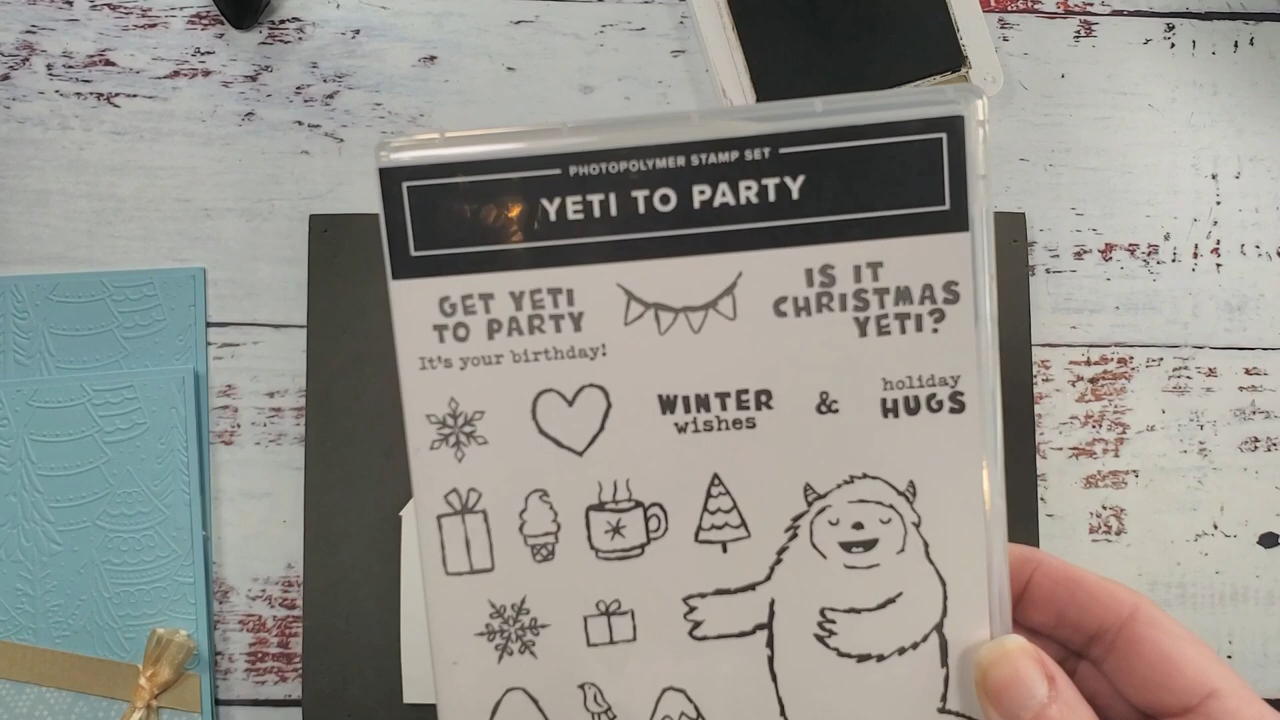 PHOTOPOLYMER STAMP SET
YETI TO PARTY
GET YETI
TO PARTY
It's your birthday!
IS IT
CHRISTMAS
YETI?
WINTER
wishes
&
holiday
HUGS